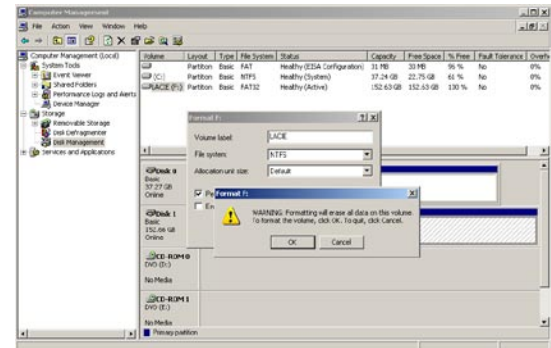 Computer Management
File Action View Window Help
Computer Management (Local)
System Tools
Event Viewer
Shared Folders
Performance Logs and Alerts
Device Manager
Storage
Removable Storage
Disk Defragmenter
Disk Management
Services and Applications
Volume Layout Type File System Status Capacity Free Space % Free Fault Tolerance
Partition Basic FAT Healthy (EISA Configuration) 31 MB 30 MB 96 % No 0%
(C:) Partition Basic NTFS Healthy (System) 37.24 GB 22.75 GB 61 % No 0%
LACIE (F:) Partition Basic FAT32 Healthy (Active) 152.63 GB 152.63 GB 100 % No 0%
Format F:
Volume label: LACIE
File system: NTFS
Allocation unit size: Default
Format F:
WARNING: Formatting will erase all data on this volume.
To format the volume, click OK. To quit, click Cancel.
OK Cancel
Disk 0
Basic
37.27 GB
Online
Disk 1
Basic
Online
CD-ROM 0
DVD (D:)
No Media
CD-ROM 1
DVD (E:)
No Media
Primary partition